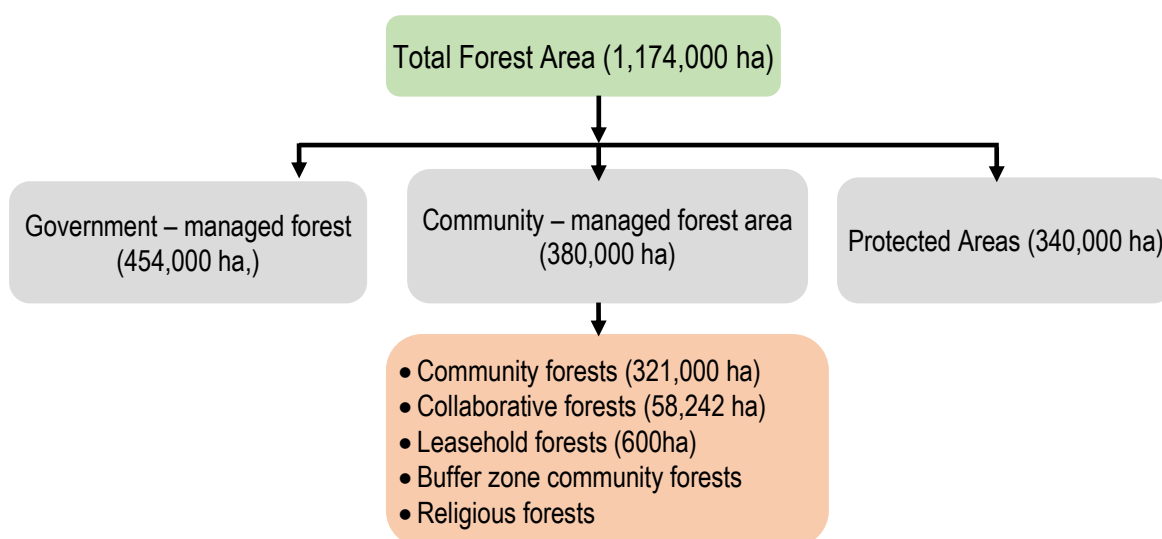 Total Forest Area (1,174,000 ha)
Government – managed forest
(454,000 ha,)
Community – managed forest area
(380,000 ha)
Protected Areas (340,000 ha)
• Community forests (321,000 ha)
• Collaborative forests (58,242 ha)
• Leasehold forests (600ha)
• Buffer zone community forests
• Religious forests